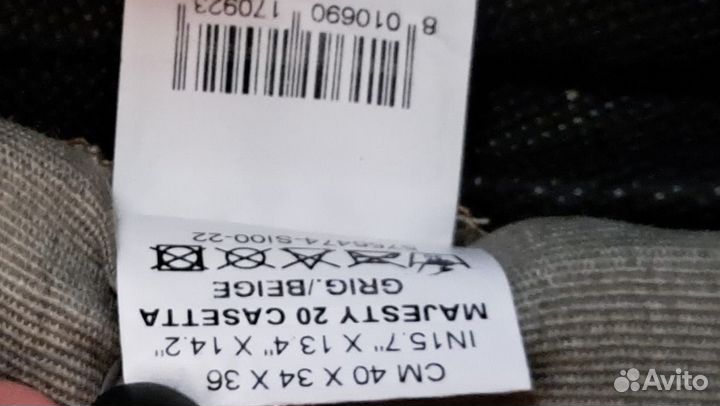 CM 40 X 34 X 36
IN15.7" X 13.4" X 14.2"
MAJESTY 20 CASETTA
GRIG./BEIGE
8 010690 170923
Avito